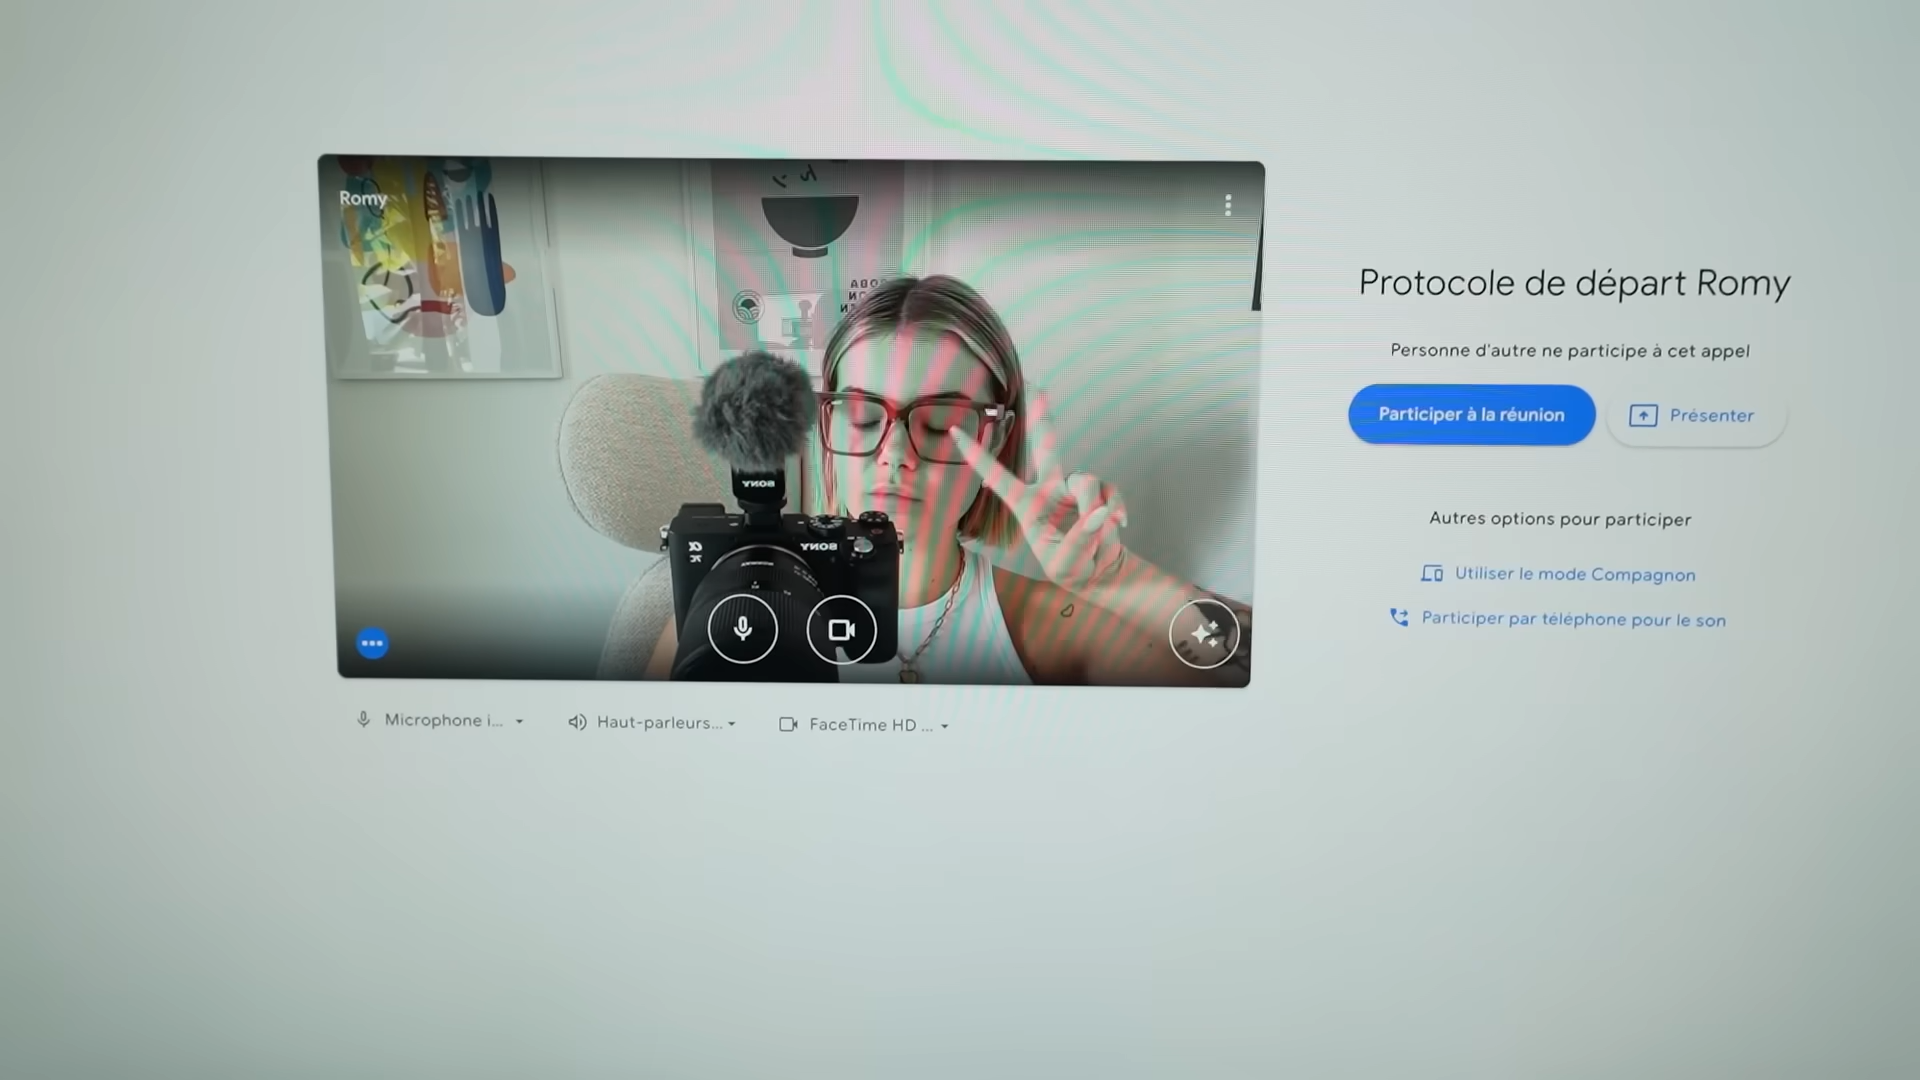 Romy
SONY
SONY
Protocole de départ Romy
Personne d'autre ne participe à cet appel
Participer à la réunion
Présenter
Autres options pour participer
Utiliser le mode Compagnon
Participer par téléphone pour le son
Microphone i...
Haut-parleurs...
FaceTime HD ...